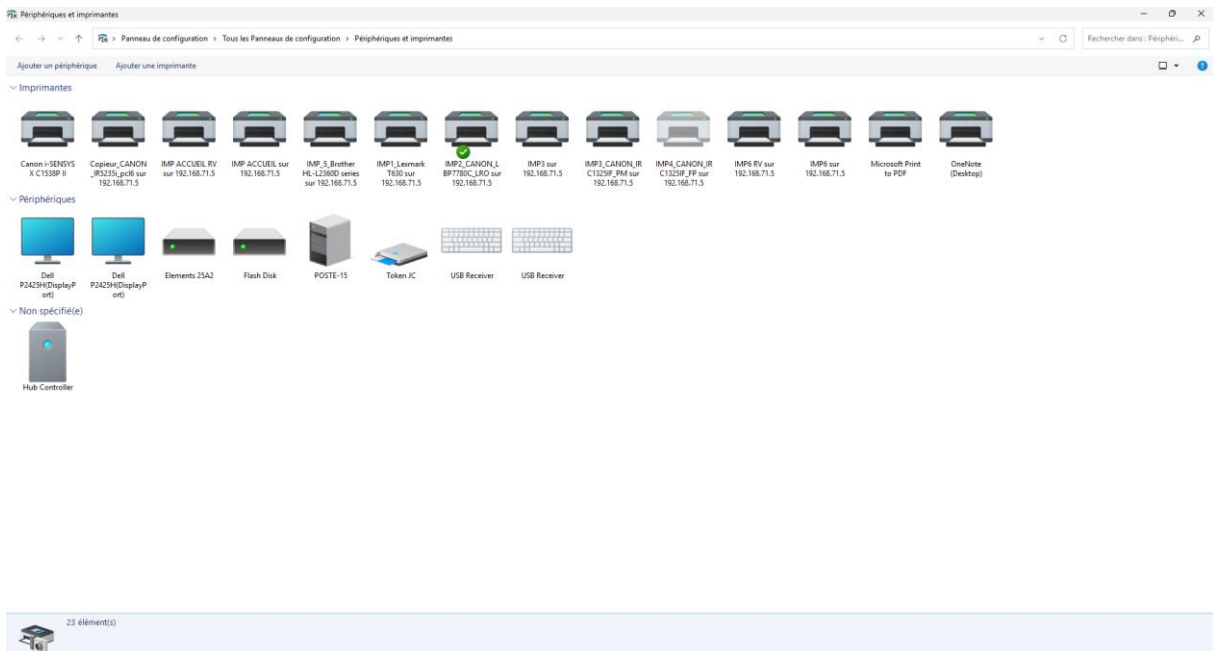 Périphériques et imprimantes
Panneau de configuration > Tous les Panneaux de configuration > Périphériques et imprimantes
Rechercher dans : Périphéri...
Ajouter un périphérique Ajouter une imprimante
Imprimantes
Canon i-SENSYS
X C1538P II
Copieur_CANON
_IR5235i_pcl6 sur
192.168.71.5
IMP ACCUEIL RV
sur 192.168.71.5
IMP ACCUEIL sur
192.168.71.5
IMP_5_Brother
HL-L2360D series
sur 192.168.71.5
IMP1_Lexmark
T630 sur
192.168.71.5
IMP2_CANON_L
BP7780C_LRO sur
192.168.71.5
IMP3 sur
192.168.71.5
IMP3_CANON_IR
C1325IF_PM sur
192.168.71.5
IMP4_CANON_IR
C1325IF_FP sur
192.168.71.5
IMP6 RV sur
192.168.71.5
IMP6 sur
192.168.71.5
Microsoft Print
to PDF
OneNote
(Desktop)
Périphériques
Dell
P2425H(DisplayP
ort)
Dell
P2425H(DisplayP
ort)
Elements 25A2
Flash Disk
POSTE-15
Token JC
USB Receiver
USB Receiver
Non spécifié(e)
Hub Controller
23 élément(s)